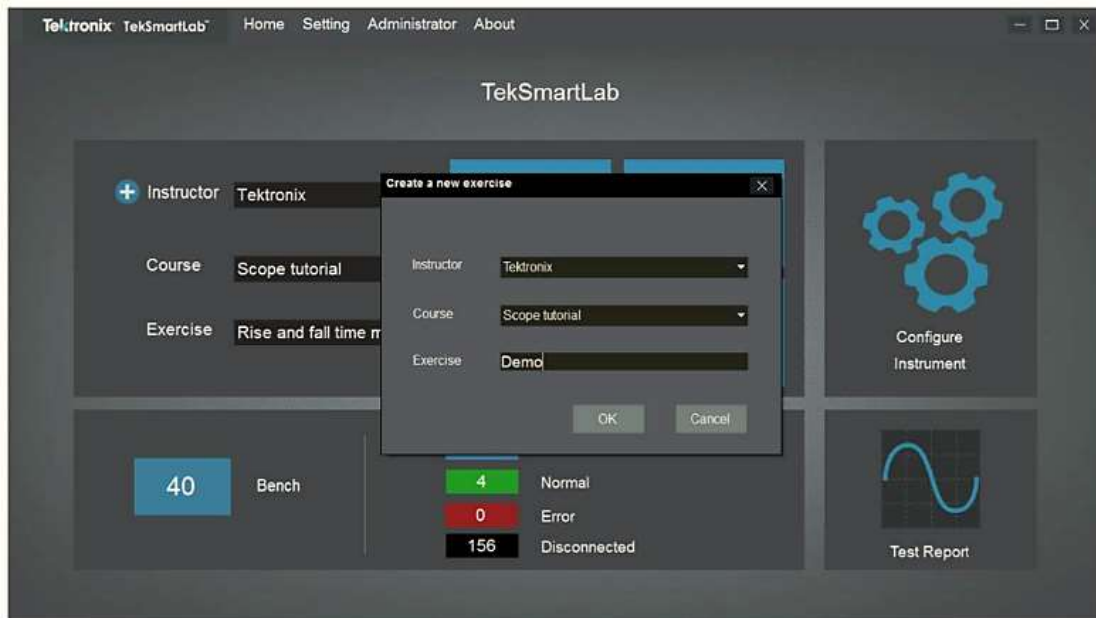 Tektronix TekSmartLab™ Home Setting Administrator About
TekSmartLab
Instructor Tektronix
Course Scope tutorial
Exercise Rise and fall time
Create a new exercise
Instructor Tektronix
Course Scope tutorial
Exercise Demo
OK Cancel
Configure
Instrument
40 Bench
4 Normal
0 Error
156 Disconnected
Test Report